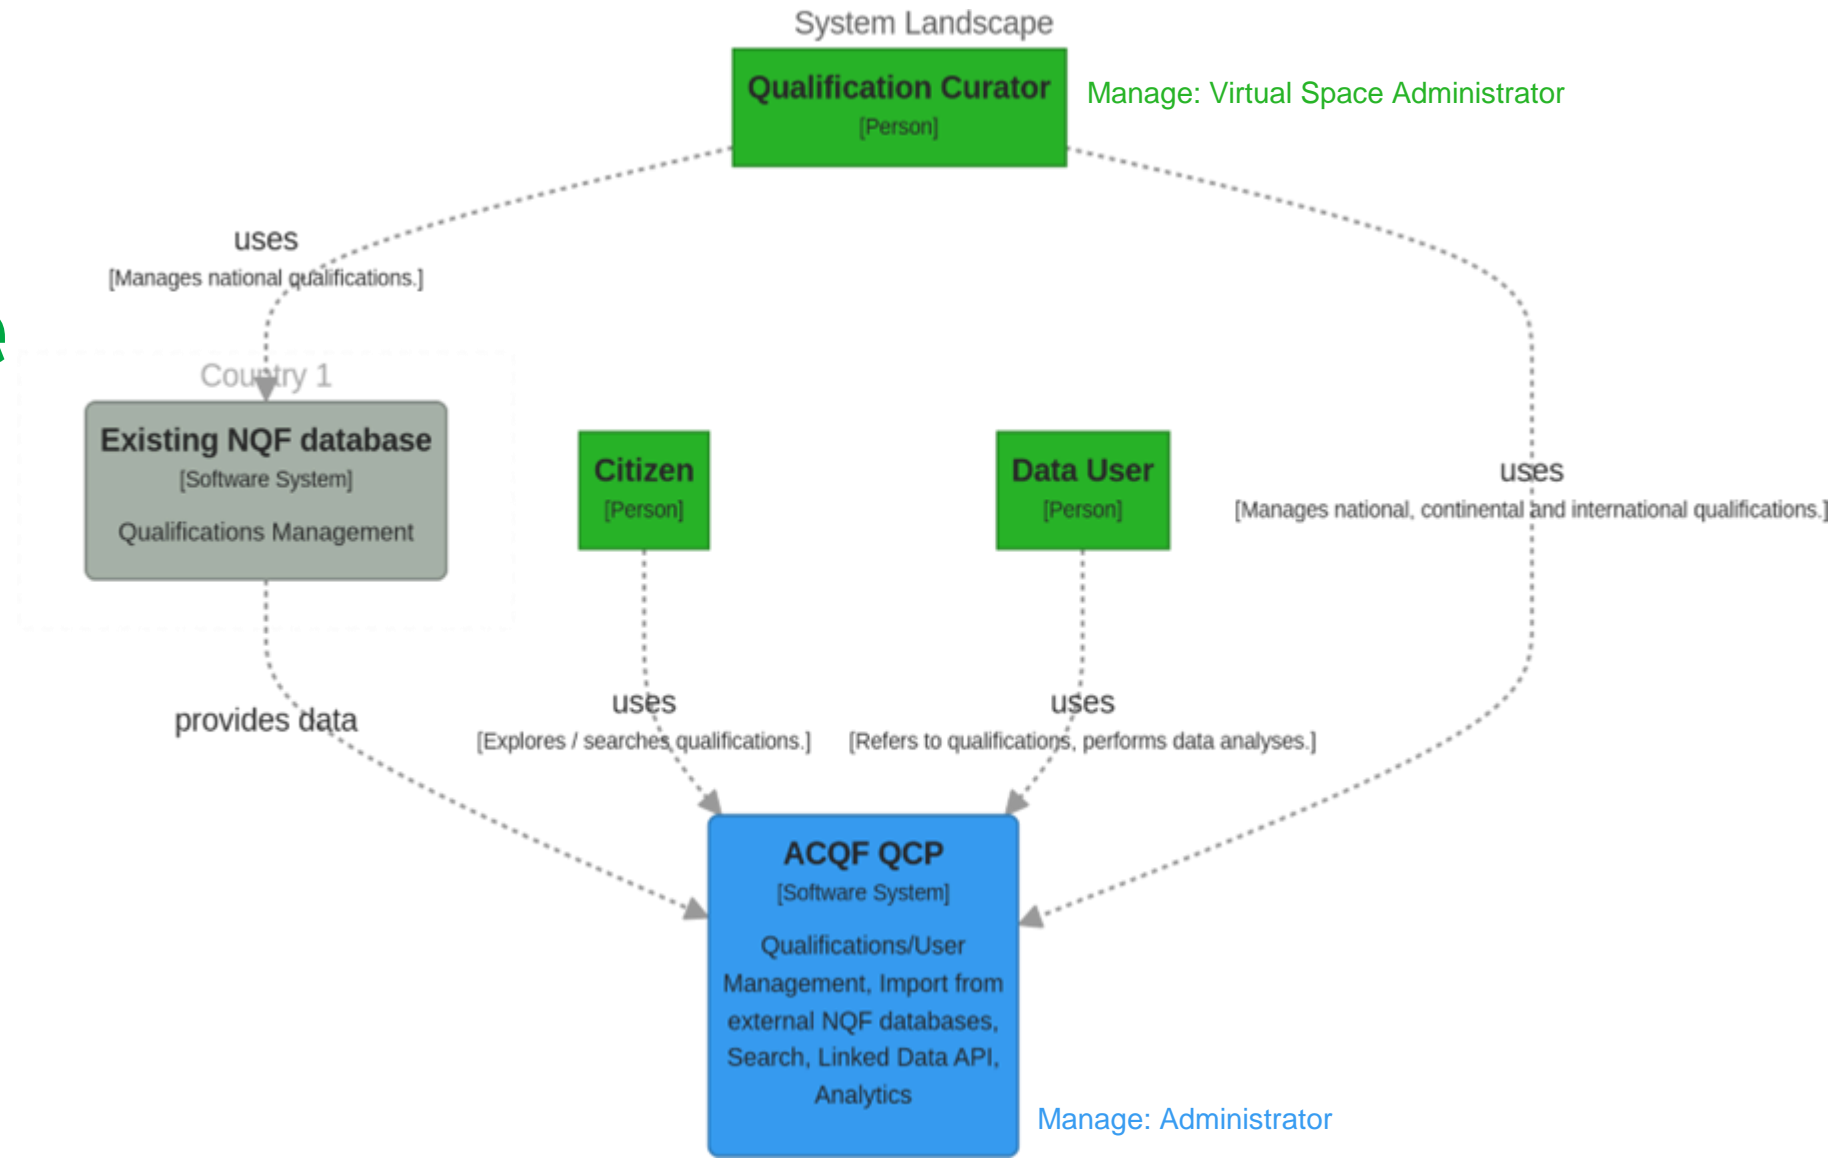 System Landscape
Qualification Curator
[Person]
Manage: Virtual Space Administrator
uses
[Manages national qualifications.]
e
Country 1
Existing NQF database
[Software System]
Qualifications Management
Citizen
[Person]
Data User
[Person]
uses
[Manages national, continental and international qualifications.]
provides data
uses
[Explores / searches qualifications.]
uses
[Refers to qualifications, performs data analyses.]
ACQF QCP
[Software System]
Qualifications/User
Management, Import from
external NQF databases,
Search, Linked Data API,
Analytics
Manage: Administrator